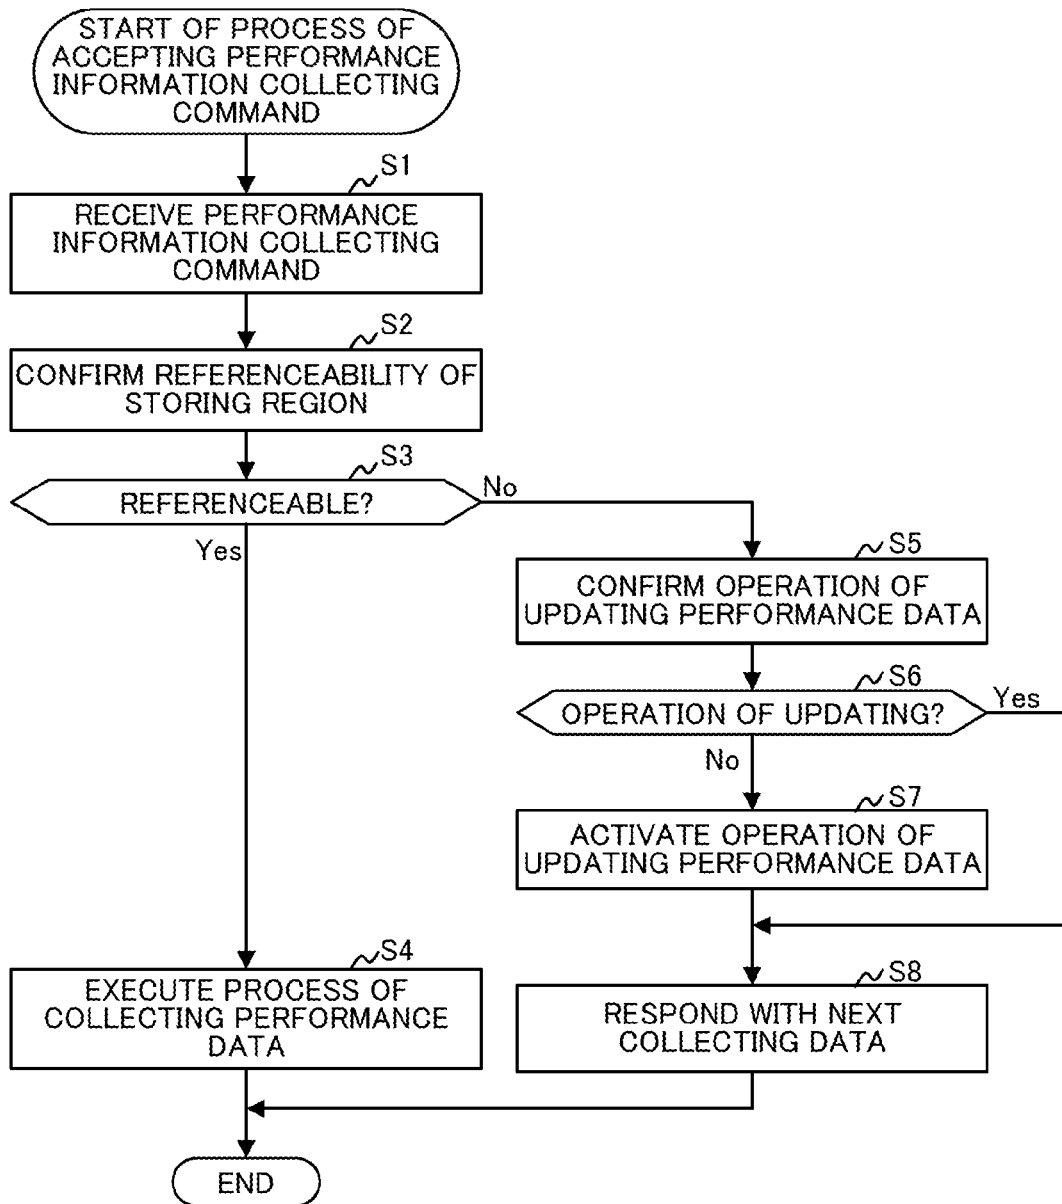 START OF PROCESS OF
ACCEPTING PERFORMANCE
INFORMATION COLLECTING
COMMAND
S1
RECEIVE PERFORMANCE
INFORMATION COLLECTING
COMMAND
S2
CONFIRM REFERENCEABILITY OF
STORING REGION
S3
REFERENCEABLE?
No
Yes
S5
CONFIRM OPERATION OF
UPDATING PERFORMANCE DATA
S6
OPERATION OF UPDATING?
Yes
No
S7
ACTIVATE OPERATION OF
UPDATING PERFORMANCE DATA
S4
EXECUTE PROCESS OF
COLLECTING PERFORMANCE
DATA
S8
RESPOND WITH NEXT
COLLECTING DATA
END